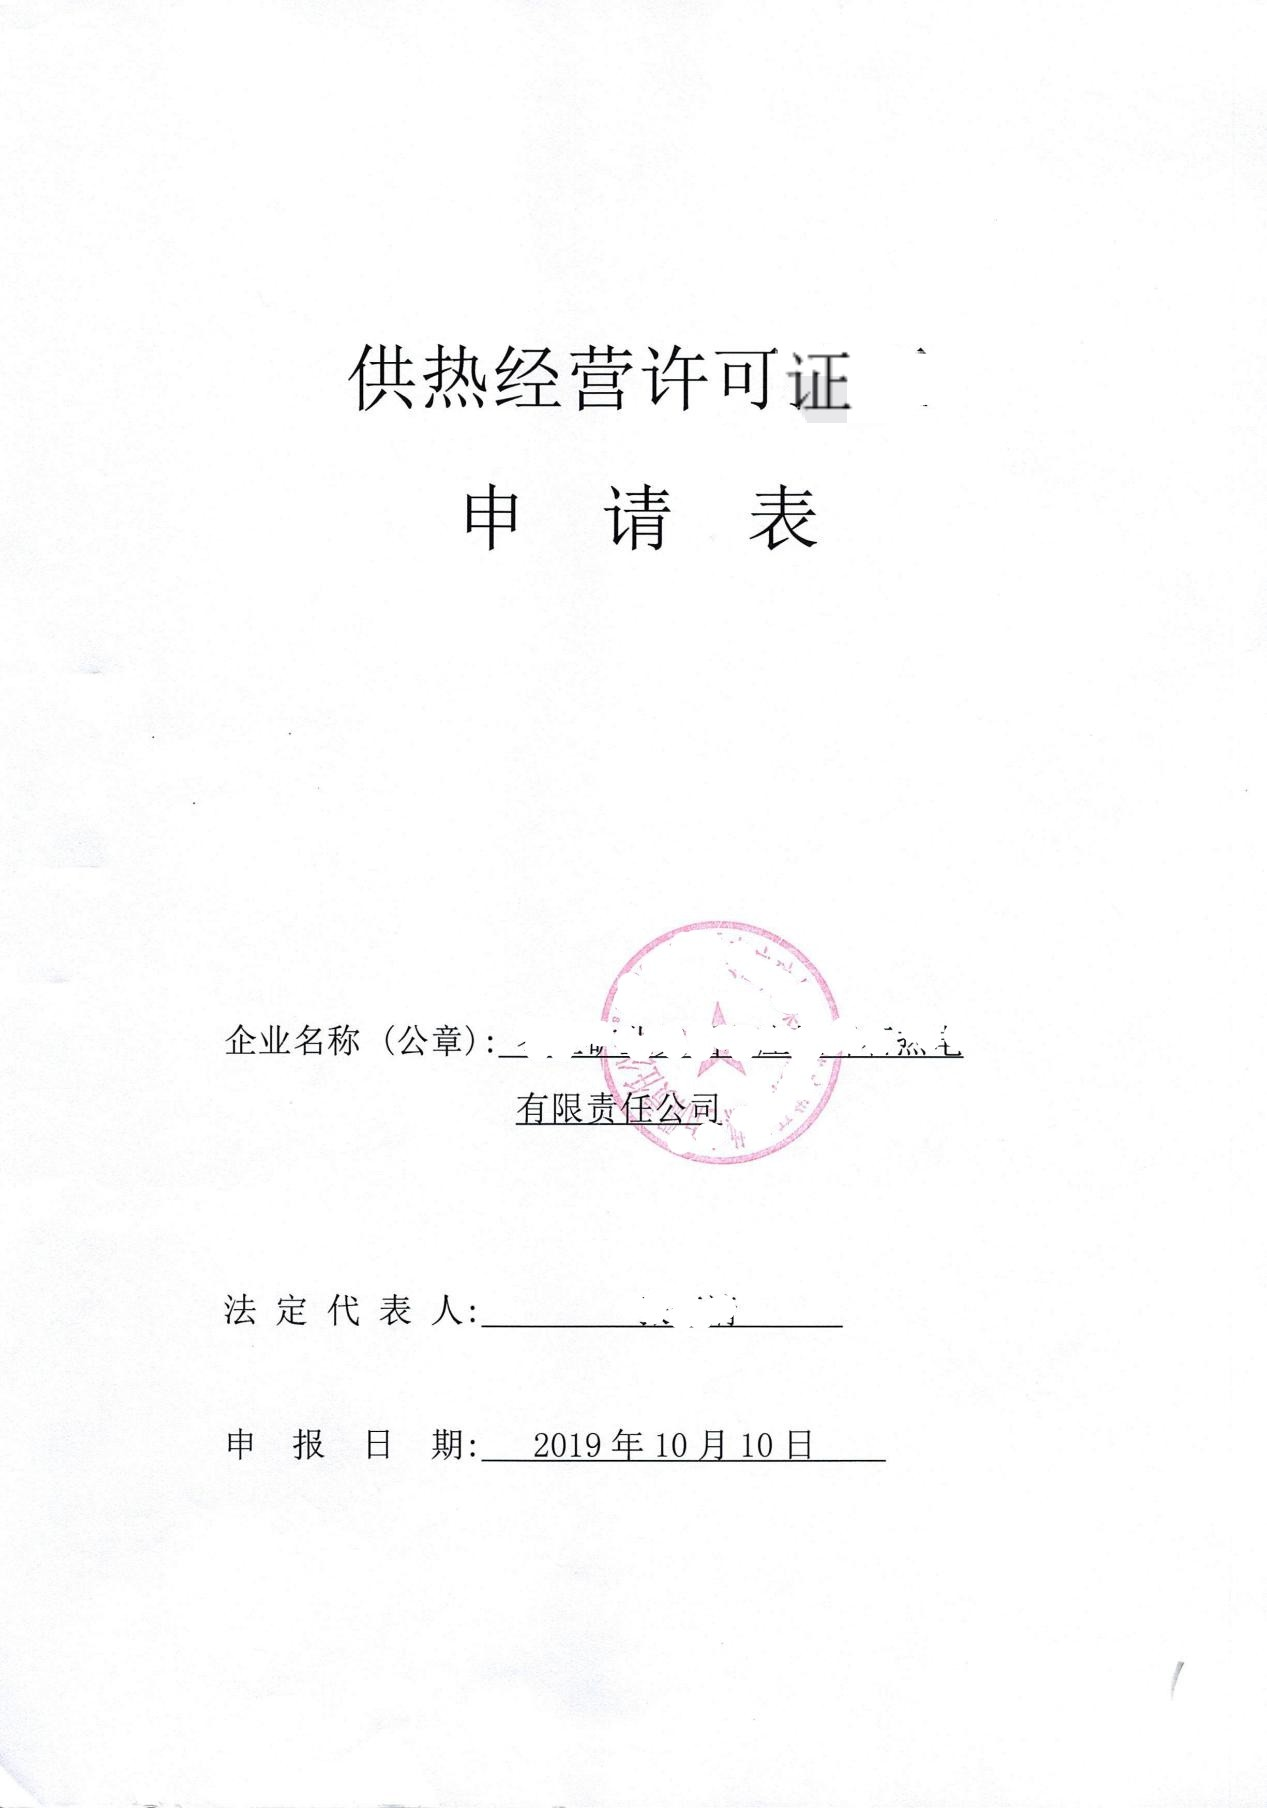 供热经营许可证
申 请 表
企业名称 (公章):
有限责任公司
法 定 代 表 人:
申 报 日 期: 2019年10月10日